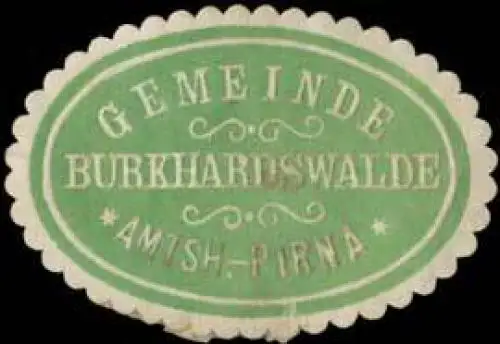 GEMEINDE
BURKHARDSWALDE
* AMTSH.-PIRNA *